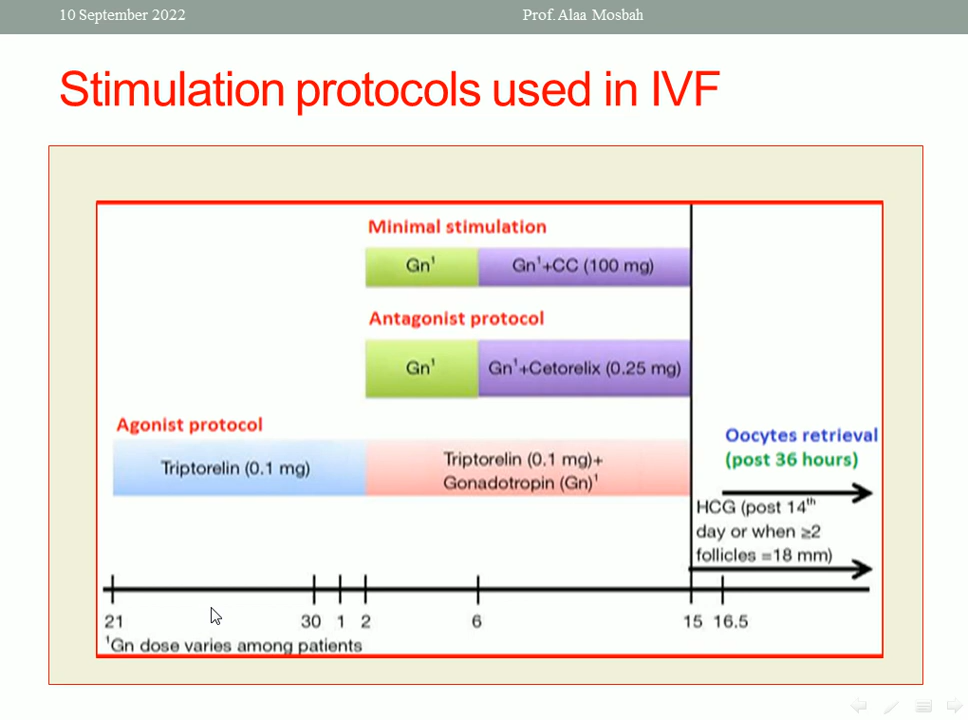 10 September 2022
Prof. Alaa Mosbah
Stimulation protocols used in IVF
Minimal stimulation
Gn¹
Gn¹+CC (100 mg)
Antagonist protocol
Gn¹
Gn¹+Cetorelix (0.25 mg)
Agonist protocol
Triptorelin (0.1 mg)
Triptorelin (0.1 mg)+
Gonadotropin (Gn)¹
Oocytes retrieval
(post 36 hours)
HCG (post 14th
day or when ≥2
follicles =18 mm)
21 30 1 2 6 15 16.5
¹Gn dose varies among patients